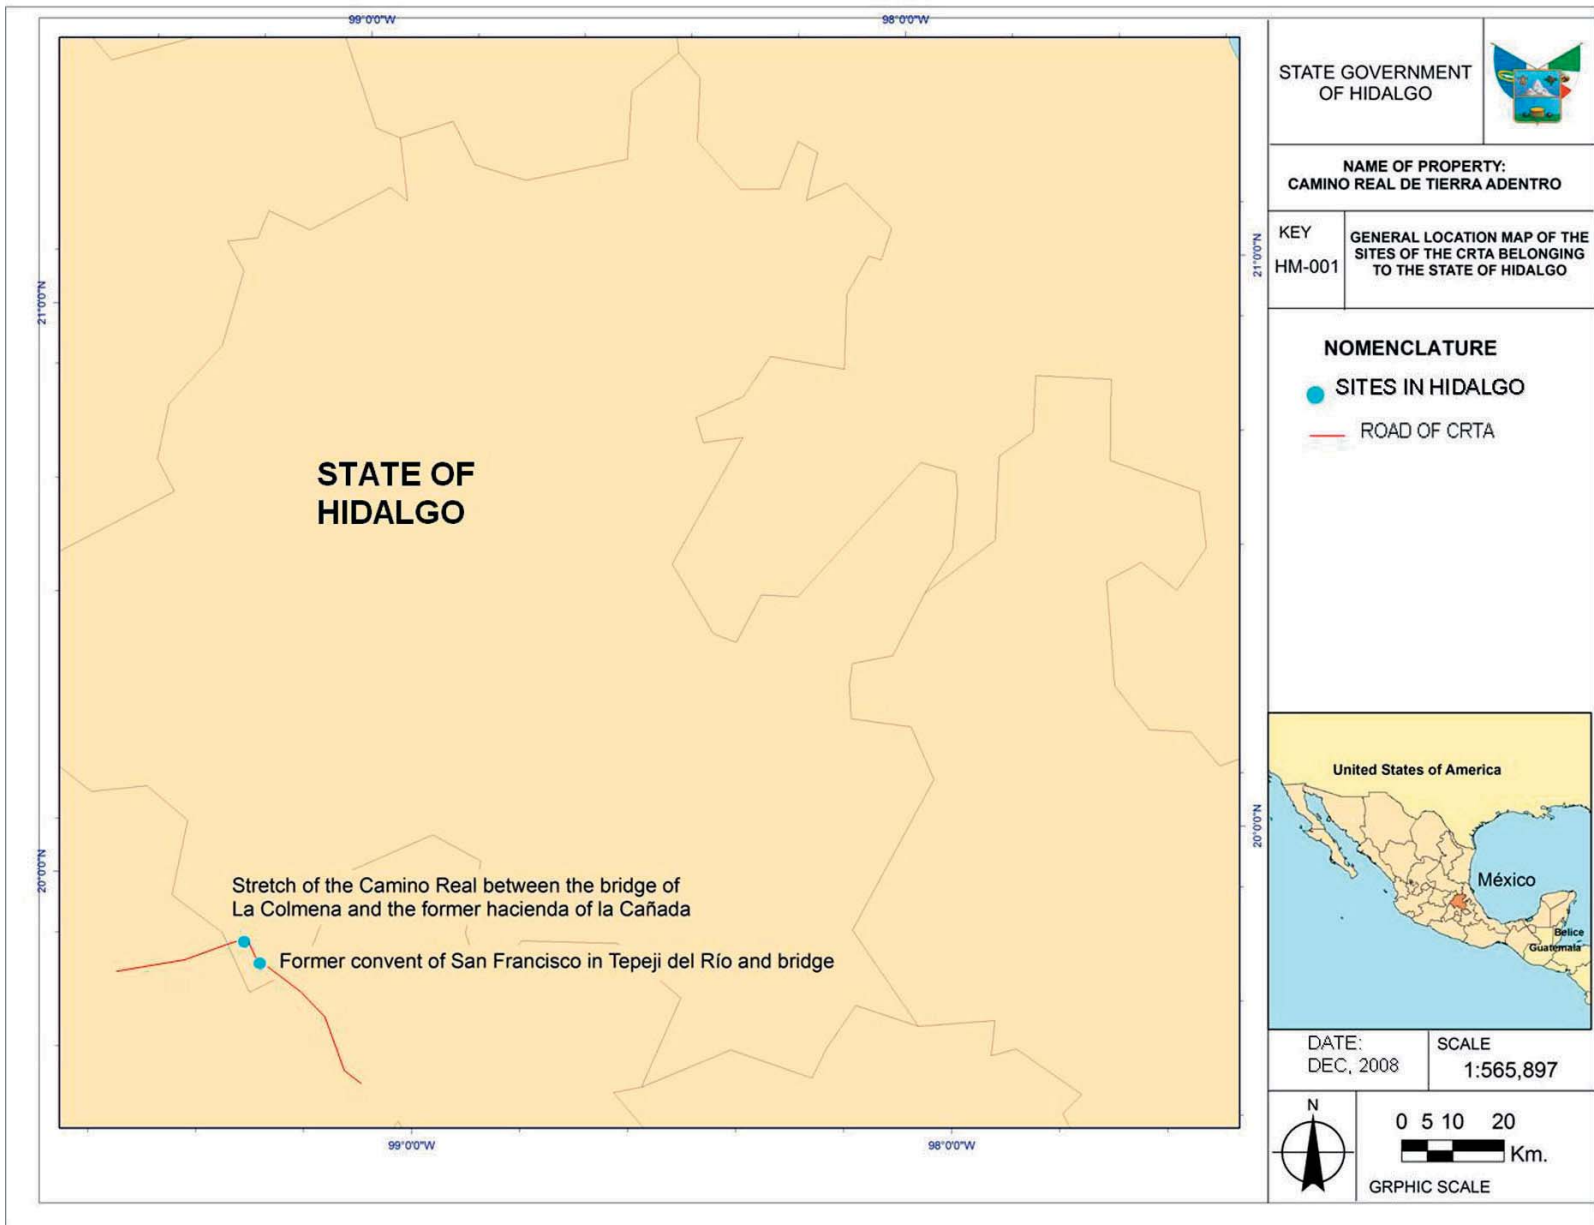 99°0'0"W
98°0'0"W
21°0'0"N
21°0'0"N
20°0'0"N
20°0'0"N
99°0'0"W
98°0'0"W
STATE OF
HIDALGO
Stretch of the Camino Real between the bridge of
La Colmena and the former hacienda of la Cañada
Former convent of San Francisco in Tepeji del Río and bridge
STATE GOVERNMENT
OF HIDALGO
NAME OF PROPERTY:
CAMINO REAL DE TIERRA ADENTRO
KEY
HM-001
GENERAL LOCATION MAP OF THE
SITES OF THE CRTA BELONGING
TO THE STATE OF HIDALGO
NOMENCLATURE
SITES IN HIDALGO
ROAD OF CRTA
United States of America
México
Belice
Guatemala
DATE:
DEC, 2008
SCALE
1:565,897
N
0 5 10 20
Km.
GRPHIC SCALE